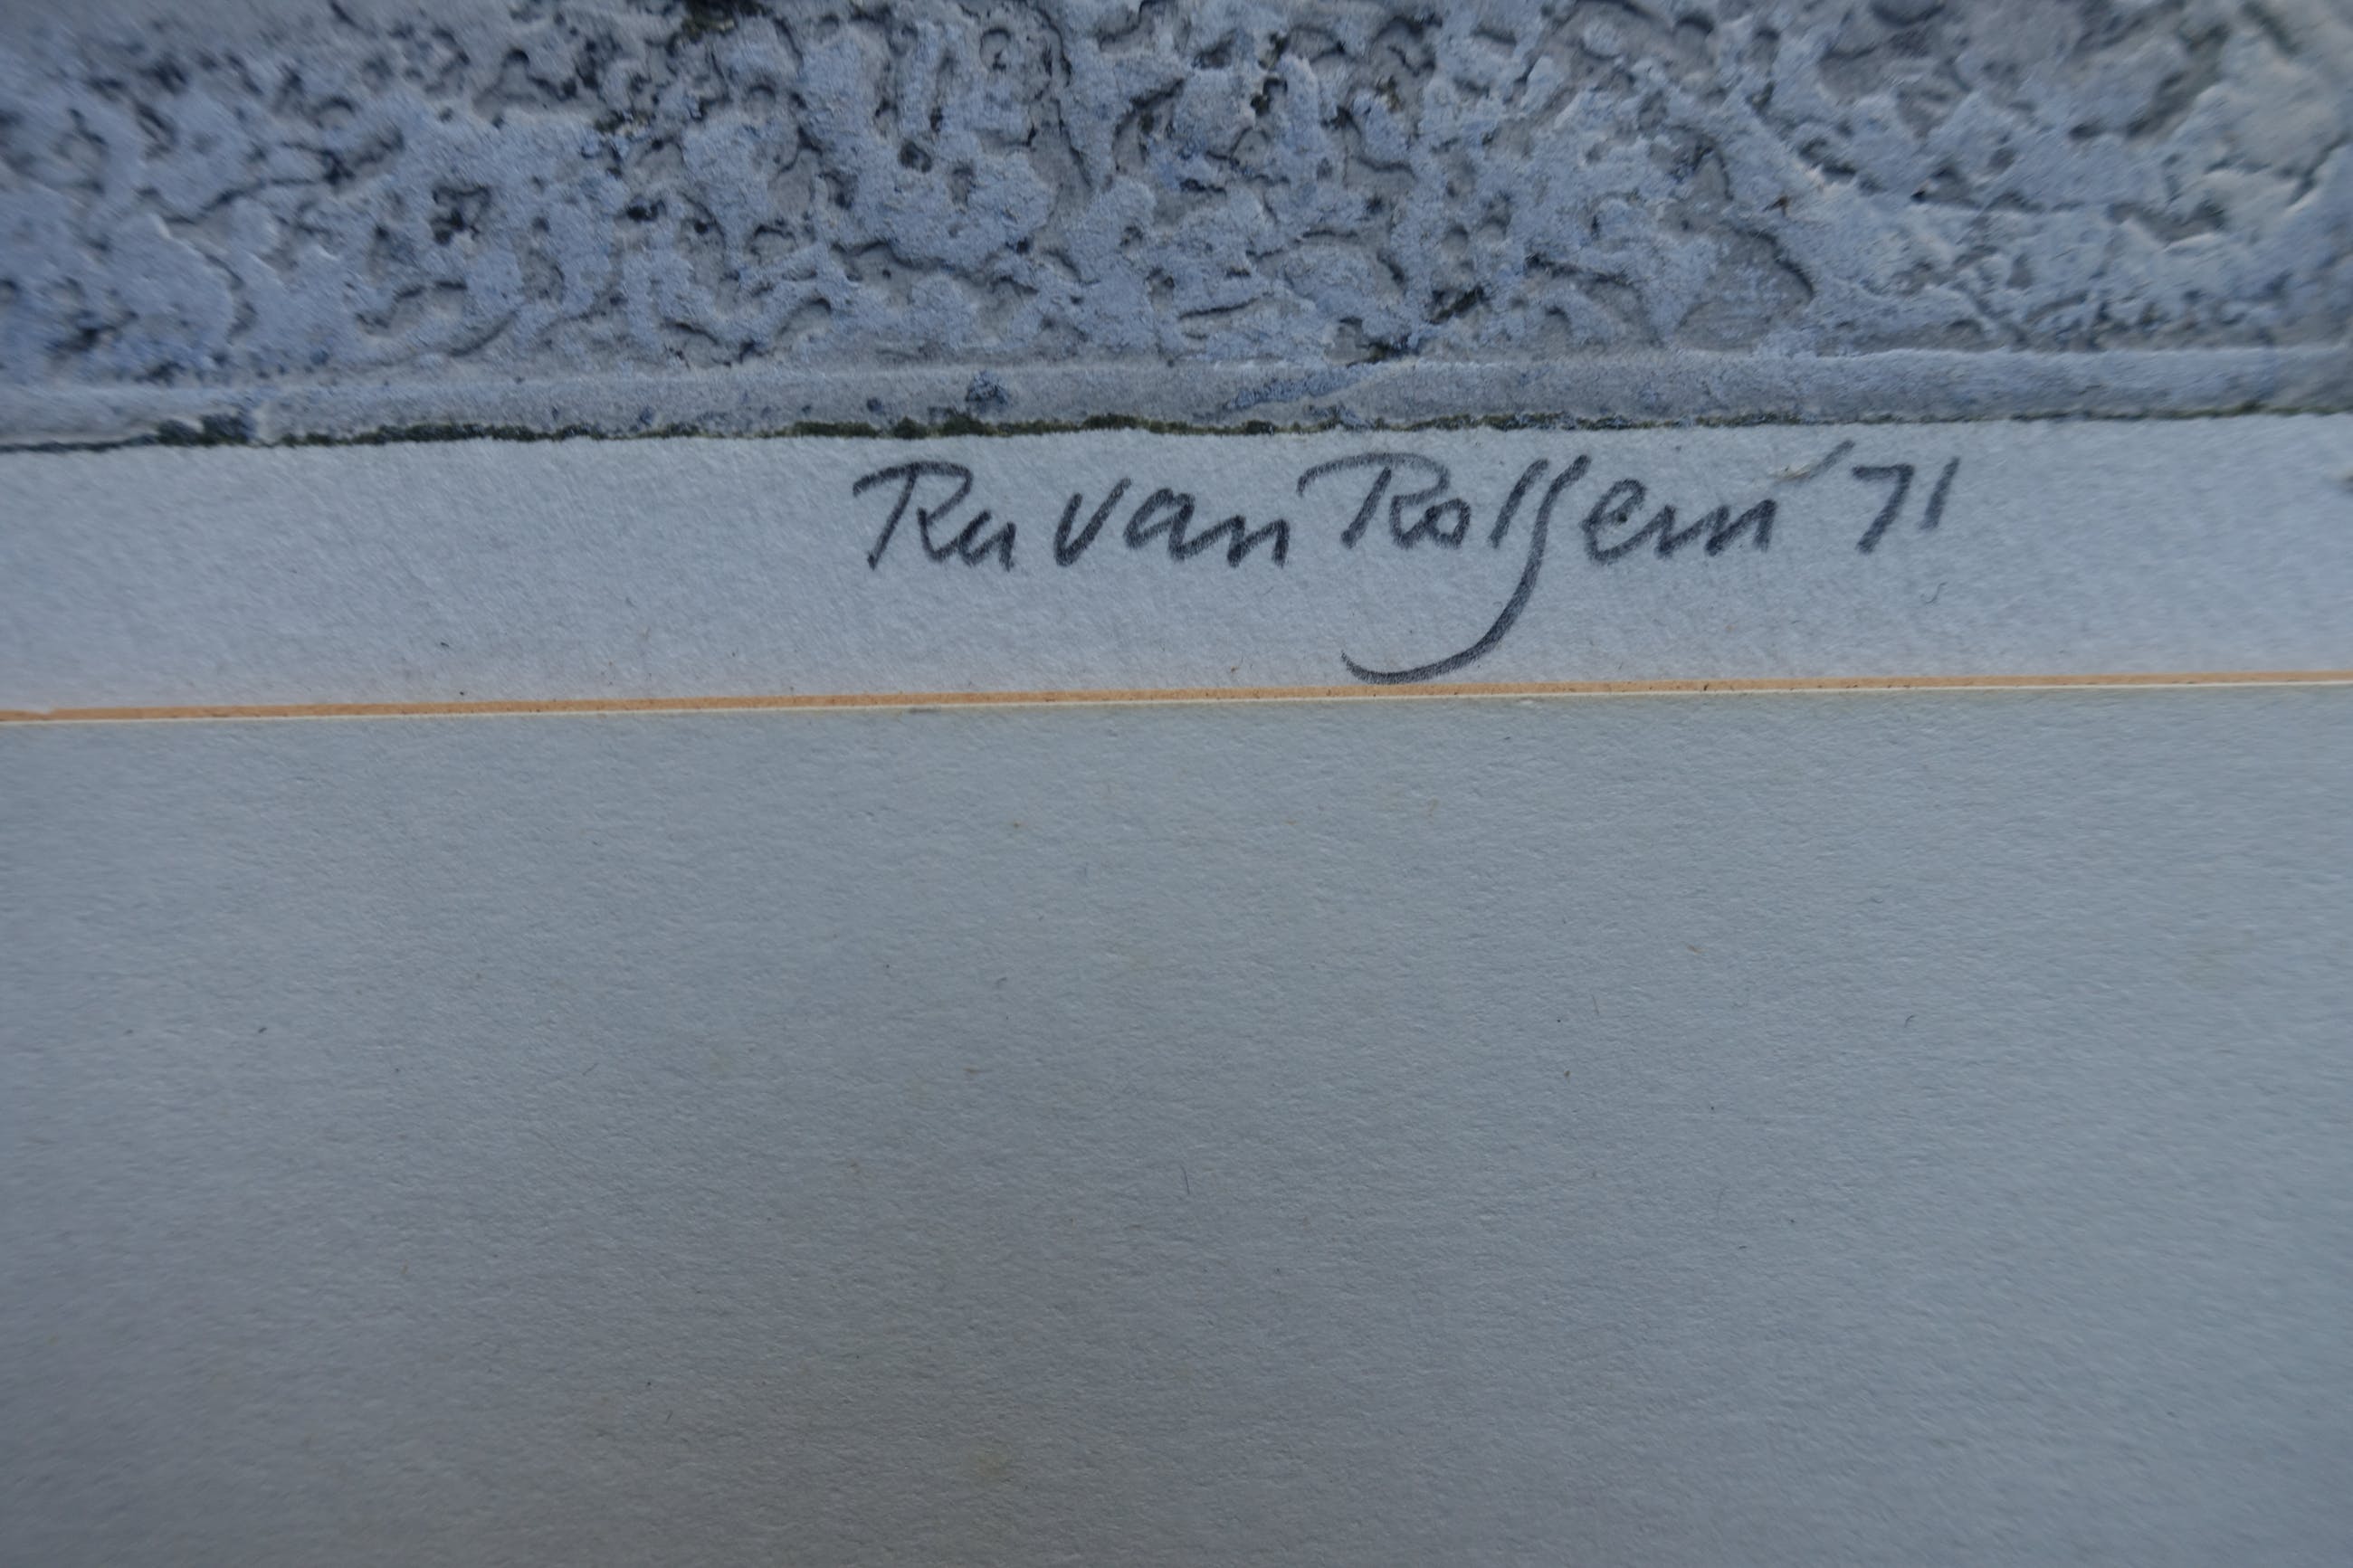 Ru van Rossem '71